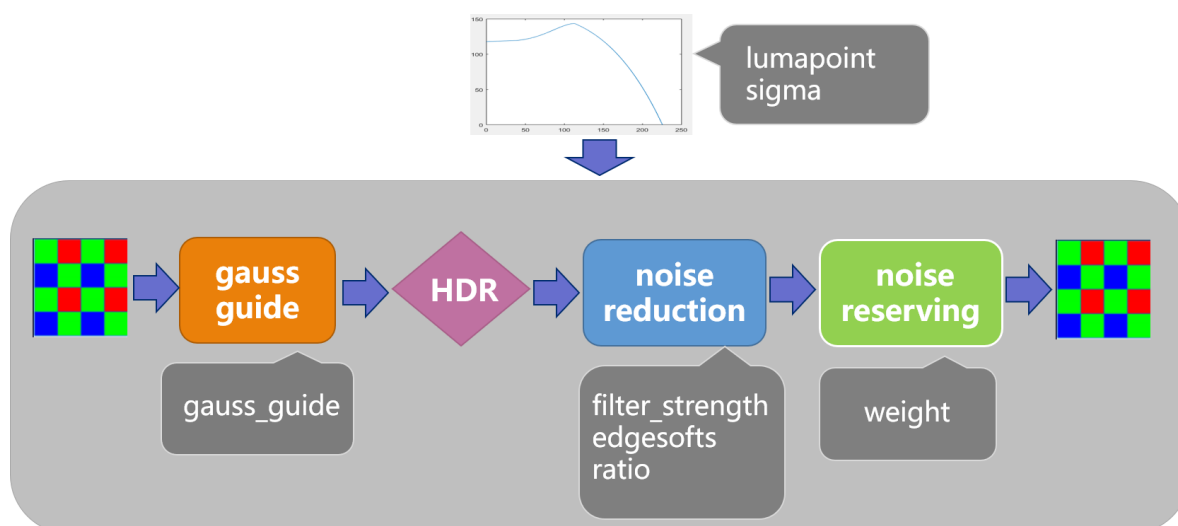 150
100
50
0
0
50
100
150
200
250
lumapoint
sigma
gauss
guide
HDR
noise
reduction
noise
reserving
gauss_guide
filter_strength
edgesofts
ratio
weight